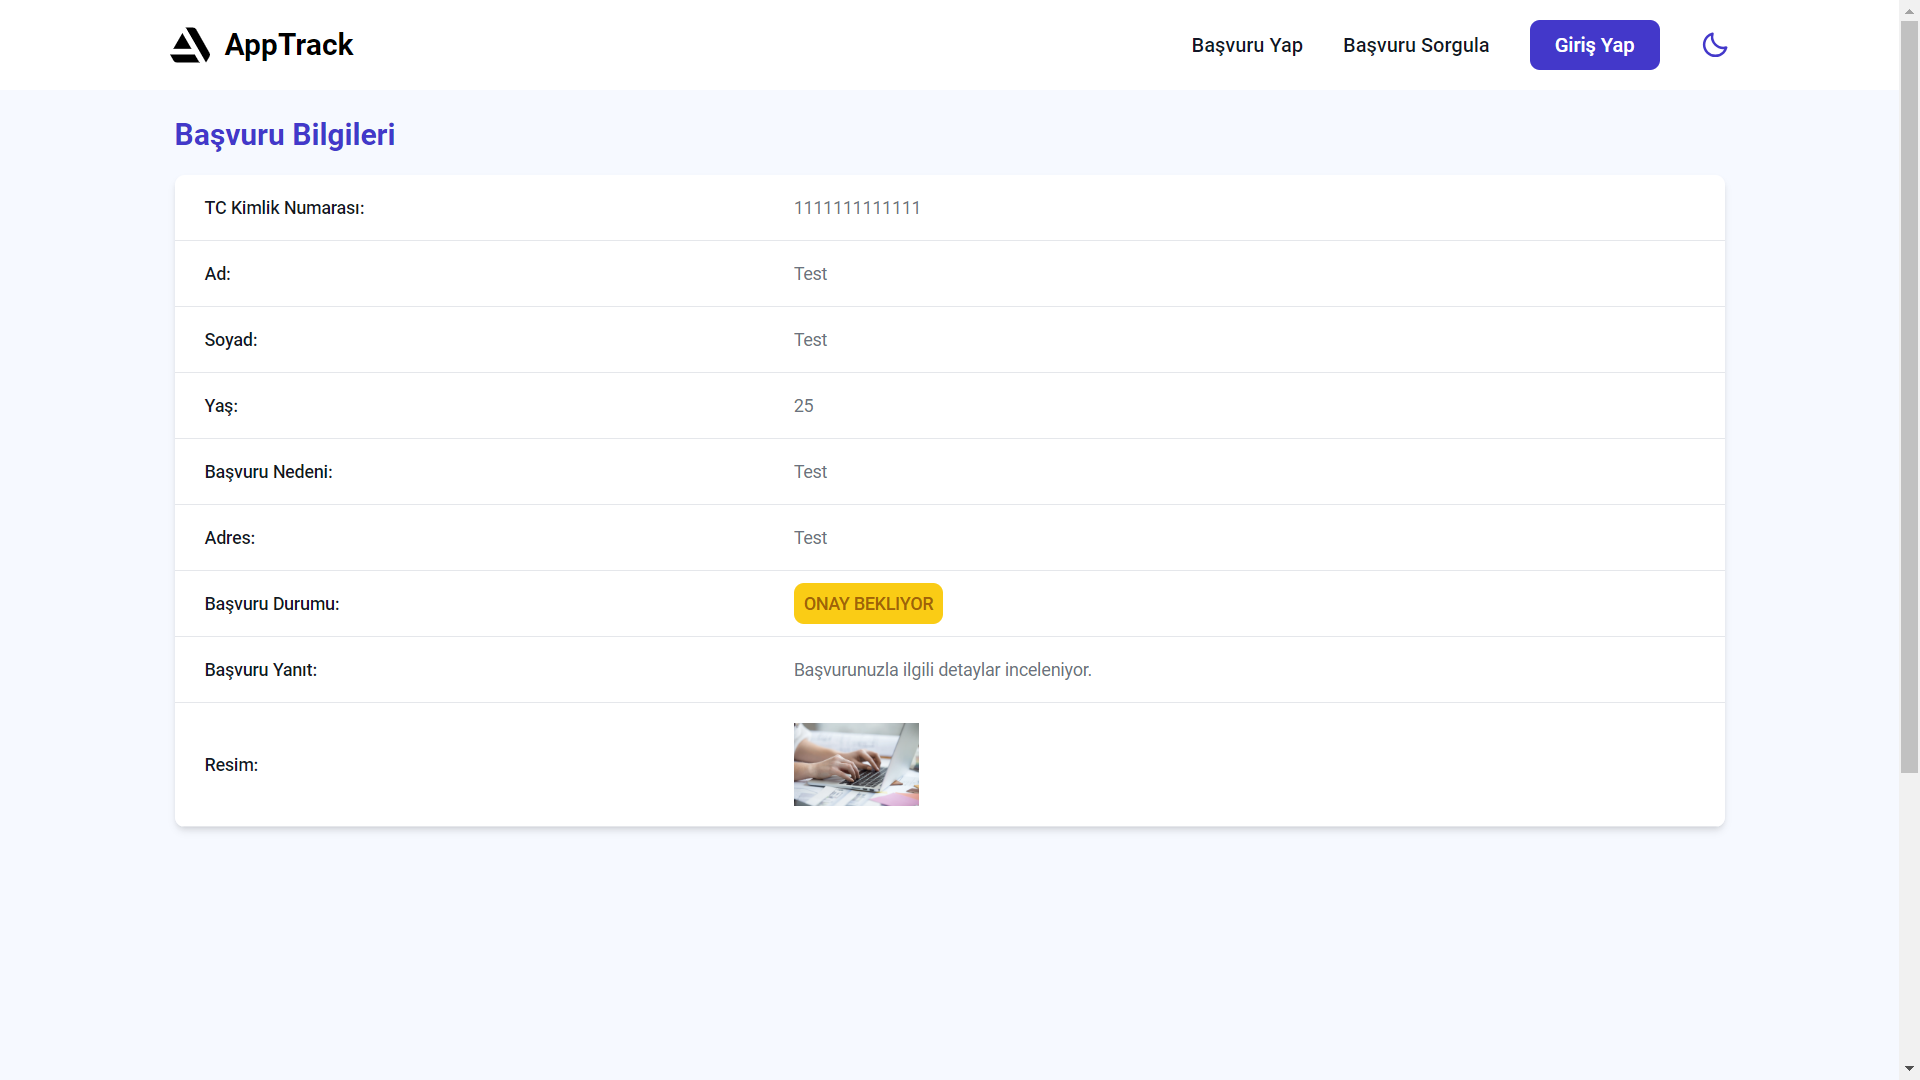 AppTrack
Başvuru Yap
Başvuru Sorgula
Giriş Yap
Başvuru Bilgileri
TC Kimlik Numarası: 1111111111111
Ad: Test
Soyad: Test
Yaş: 25
Başvuru Nedeni: Test
Adres: Test
Başvuru Durumu: ONAY BEKLIYOR
Başvuru Yanıt: Başvurunuzla ilgili detaylar inceleniyor.
Resim: